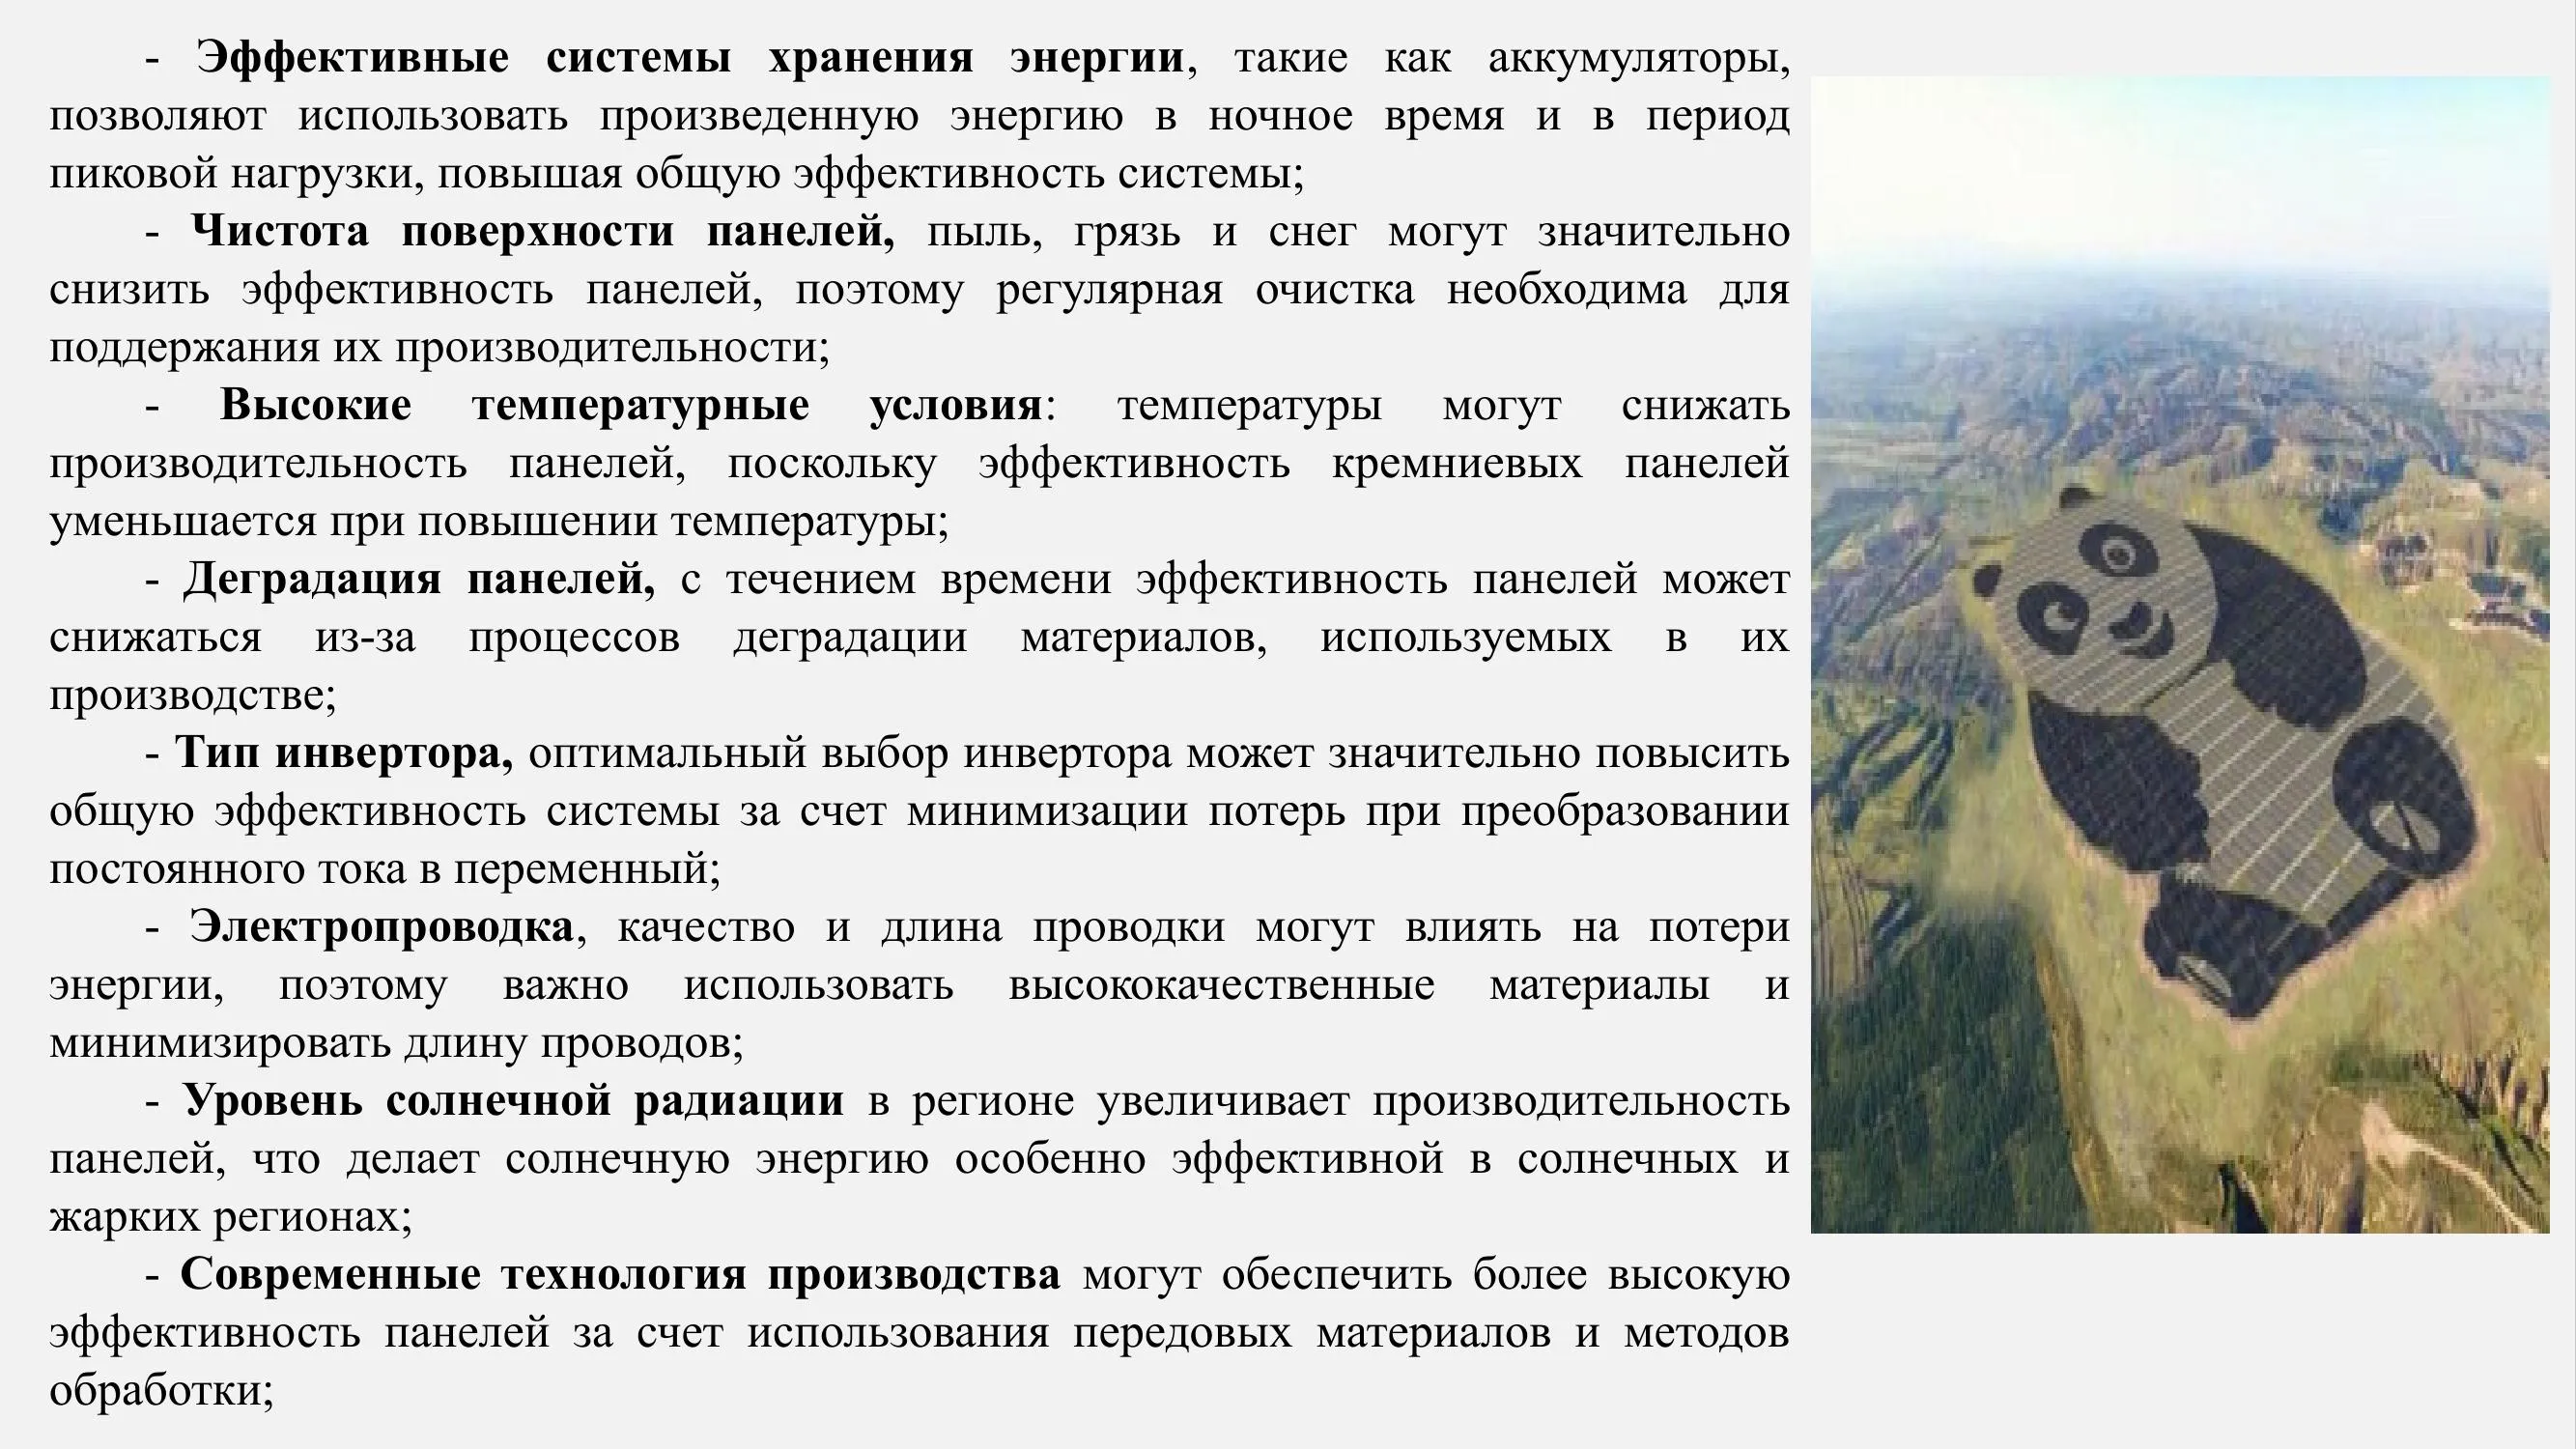 - Эффективные системы хранения энергии, такие как аккумуляторы,
позволяют использовать произведенную энергию в ночное время и в период
пиковой нагрузки, повышая общую эффективность системы;
- Чистота поверхности панелей, пыль, грязь и снег могут значительно
снизить эффективность панелей, поэтому регулярная очистка необходима для
поддержания их производительности;
- Высокие температурные условия: температуры могут снижать
производительность панелей, поскольку эффективность кремниевых панелей
уменьшается при повышении температуры;
- Деградация панелей, с течением времени эффективность панелей может
снижаться из-за процессов деградации материалов, используемых в их
производстве;
- Тип инвертора, оптимальный выбор инвертора может значительно повысить
общую эффективность системы за счет минимизации потерь при преобразовании
постоянного тока в переменный;
- Электропроводка, качество и длина проводки могут влиять на потери
энергии, поэтому важно использовать высококачественные материалы и
минимизировать длину проводов;
- Уровень солнечной радиации в регионе увеличивает производительность
панелей, что делает солнечную энергию особенно эффективной в солнечных и
жарких регионах;
- Современные технология производства могут обеспечить более высокую
эффективность панелей за счет использования передовых материалов и методов
обработки;